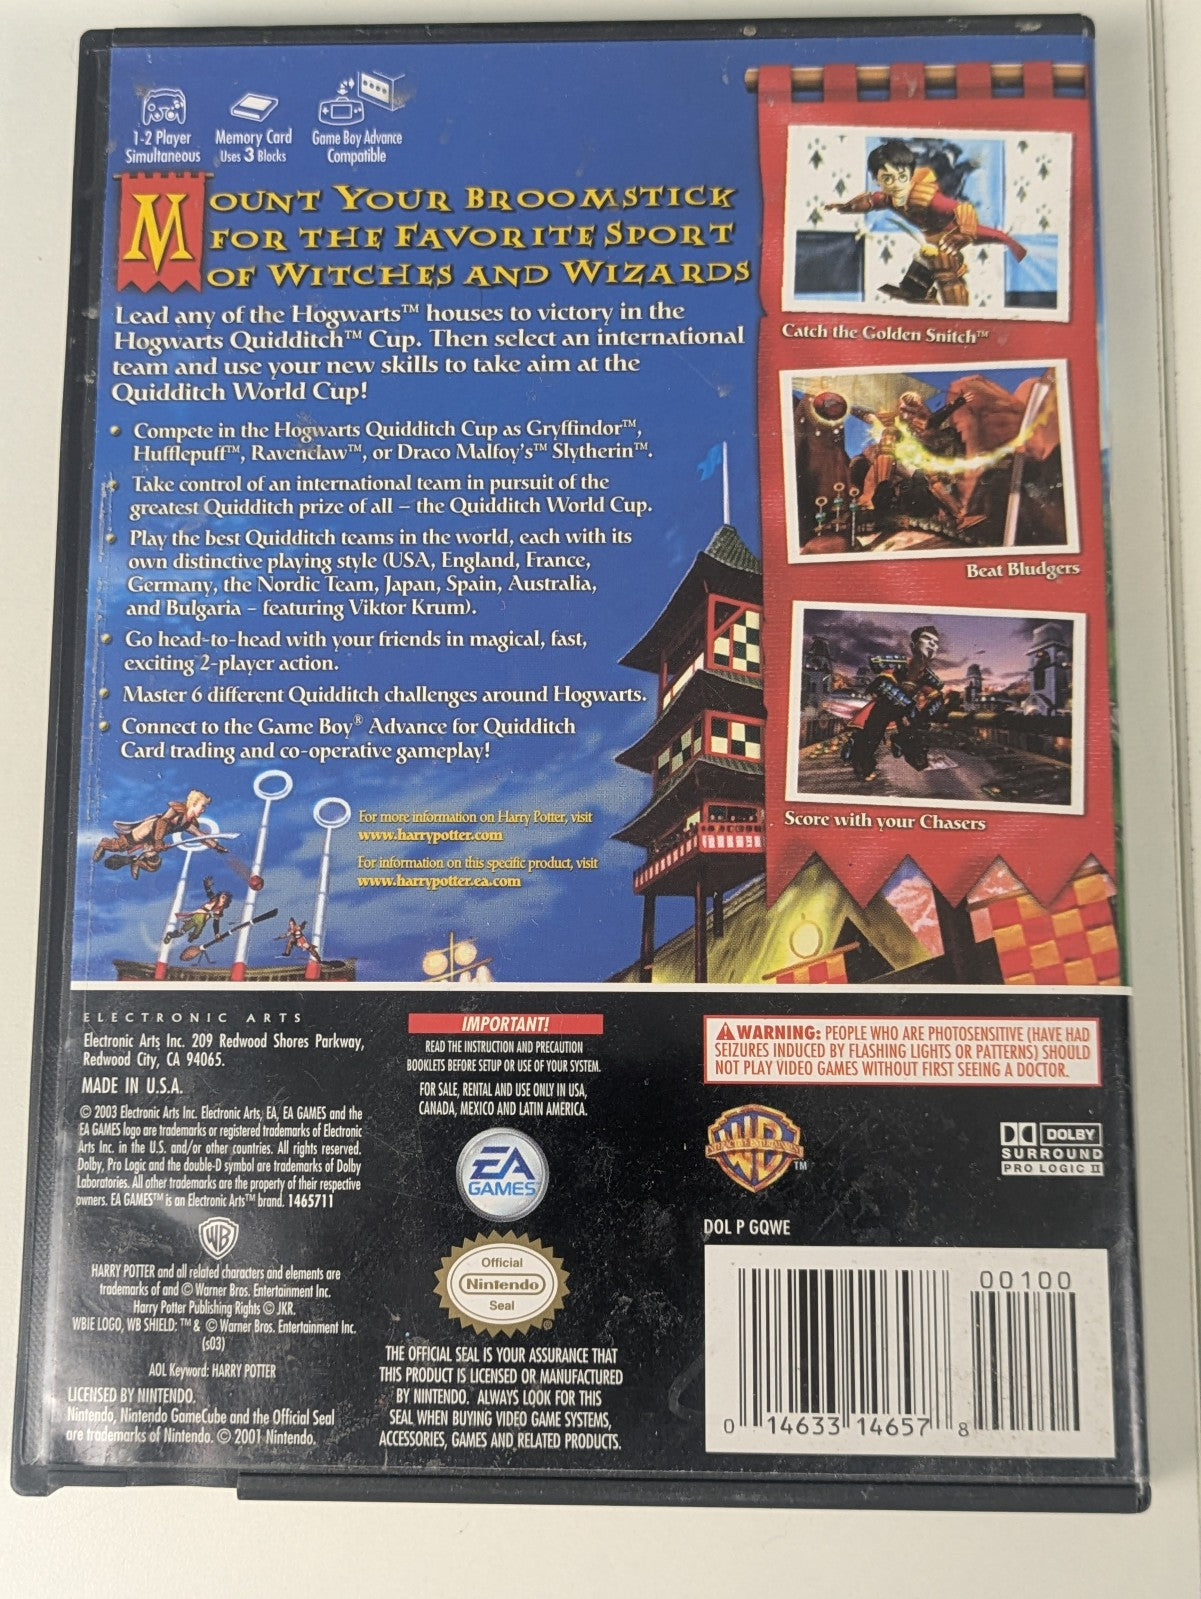 1-2 Player
Simultaneous
Memory Card
Uses 3 Blocks
Game Boy Advance
Compatible
MOUNT YOUR BROOMSTICK
FOR THE FAVORITE SPORT
OF WITCHES AND WIZARDS
Lead any of the Hogwarts™ houses to victory in the
Hogwarts Quidditch™ Cup. Then select an international
team and use your new skills to take aim at the
Quidditch World Cup!
• Compete in the Hogwarts Quidditch Cup as Gryffindor™,
Hufflepuff™, Ravenclaw™, or Draco Malfoy's™ Slytherin™.
• Take control of an international team in pursuit of the
greatest Quidditch prize of all – the Quidditch World Cup.
• Play the best Quidditch teams in the world, each with its
own distinctive playing style (USA, England, France,
Germany, the Nordic Team, Japan, Spain, Australia,
and Bulgaria – featuring Viktor Krum).
• Go head-to-head with your friends in magical, fast,
exciting 2-player action.
• Master 6 different Quidditch challenges around Hogwarts.
• Connect to the Game Boy® Advance for Quidditch
Card trading and co-operative gameplay!
For more information on Harry Potter, visit
www.harrypotter.com
For information on this specific product, visit
www.harrypotter.ea.com
Catch the Golden Snitch™
Beat Bludgers
Score with your Chasers
ELECTRONIC ARTS
Electronic Arts Inc. 209 Redwood Shores Parkway,
Redwood City, CA 94065.
MADE IN U.S.A.
© 2003 Electronic Arts Inc. Electronic Arts, EA, EA GAMES and the
EA GAMES logo are trademarks or registered trademarks of Electronic
Arts Inc. in the U.S. and/or other countries. All rights reserved.
Dolby, Pro Logic and the double-D symbol are trademarks of Dolby
Laboratories. All other trademarks are the property of their respective
owners. EA GAMES™ is an Electronic Arts™ brand. 1465711
WB
HARRY POTTER and all related characters and elements are
trademarks of and © Warner Bros. Entertainment Inc.
Harry Potter Publishing Rights © JKR.
WBIE LOGO, WB SHIELD: ™ & © Warner Bros. Entertainment Inc.
(s03)
AOL Keyword: HARRY POTTER
LICENSED BY NINTENDO.
Nintendo, Nintendo GameCube and the Official Seal
are trademarks of Nintendo. © 2001 Nintendo.
IMPORTANT!
READ THE INSTRUCTION AND PRECAUTION
BOOKLETS BEFORE SETUP OR USE OF YOUR SYSTEM.
FOR SALE, RENTAL AND USE ONLY IN USA,
CANADA, MEXICO AND LATIN AMERICA.
EA
GAMES
Official
Nintendo
Seal
®
THE OFFICIAL SEAL IS YOUR ASSURANCE THAT
THIS PRODUCT IS LICENSED OR MANUFACTURED
BY NINTENDO. ALWAYS LOOK FOR THIS
SEAL WHEN BUYING VIDEO GAME SYSTEMS,
ACCESSORIES, GAMES AND RELATED PRODUCTS.
WARNING: PEOPLE WHO ARE PHOTOSENSITIVE (HAVE HAD
SEIZURES INDUCED BY FLASHING LIGHTS OR PATTERNS) SHOULD
NOT PLAY VIDEO GAMES WITHOUT FIRST SEEING A DOCTOR.
WB
INTERACTIVE ENTERTAINMENT
™
DOLBY
SURROUND
PRO LOGIC II
DOL P GQWE
00100
0 14633 14657 8